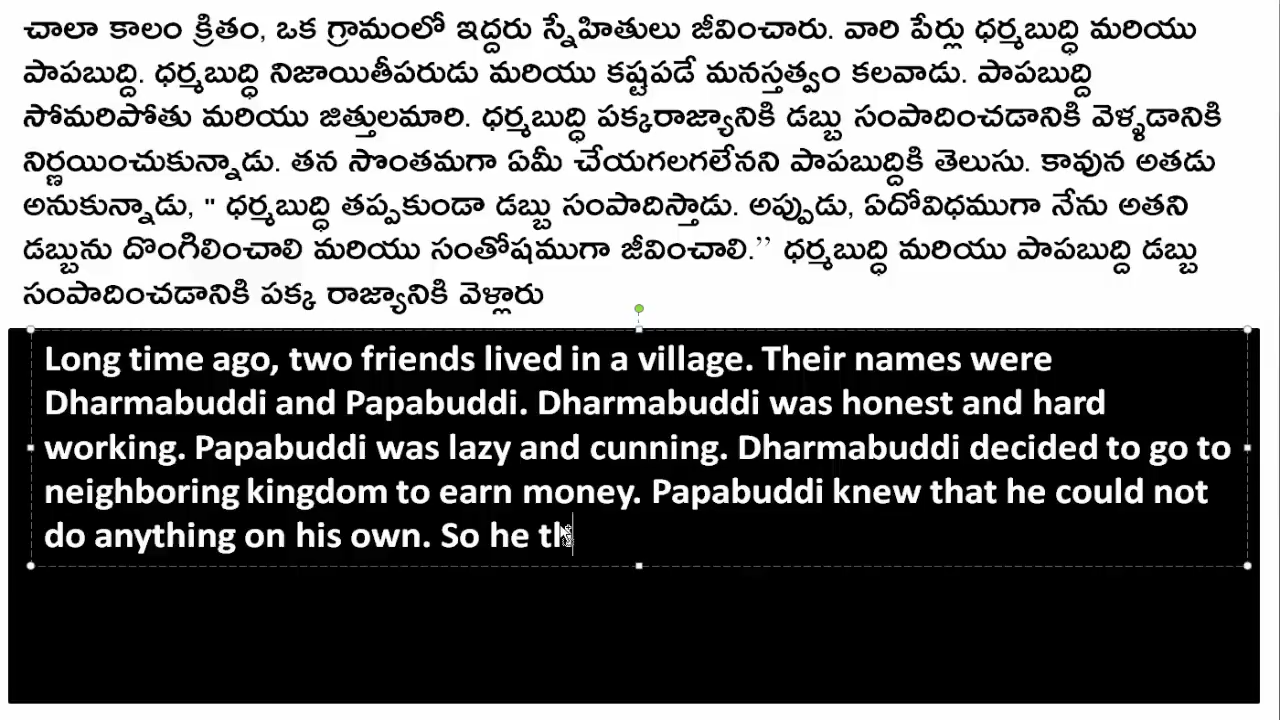 చాలా కాలం క్రితం, ఒక గ్రామంలో ఇద్దరు స్నేహితులు జీవించారు. వారి పేర్లు ధర్మబుద్ధి మరియు
పాపబుద్ది. ధర్మబుద్ధి నిజాయితీపరుడు మరియు కష్టపడే మనస్తత్వం కలవాడు. పాపబుద్ది
సోమరిపోతు మరియు జిత్తులమారి. ధర్మబుద్ధి పక్కరాజ్యానికి డబ్బు సంపాదించడానికి వెళ్ళడానికి
నిర్ణయించుకున్నాడు. తన సొంతమగా ఏమీ చేయగలగలేనని పాపబుద్దికి తెలుసు. కావున అతడు
అనుకున్నాడు, " ధర్మబుద్ధి తప్పకుండా డబ్బు సంపాదిస్తాడు. అప్పుడు, ఏదోవిధముగా నేను అతని
డబ్బును దొంగిలించాలి మరియు సంతోషముగా జీవించాలి.’’ ధర్మబుద్ధి మరియు పాపబుద్ది డబ్బు
సంపాదించడానికి పక్క రాజ్యానికి వెళ్లారు
Long time ago, two friends lived in a village. Their names were
Dharmabuddi and Papabuddi. Dharmabuddi was honest and hard
working. Papabuddi was lazy and cunning. Dharmabuddi decided to go to
neighboring kingdom to earn money. Papabuddi knew that he could not
do anything on his own. So he th